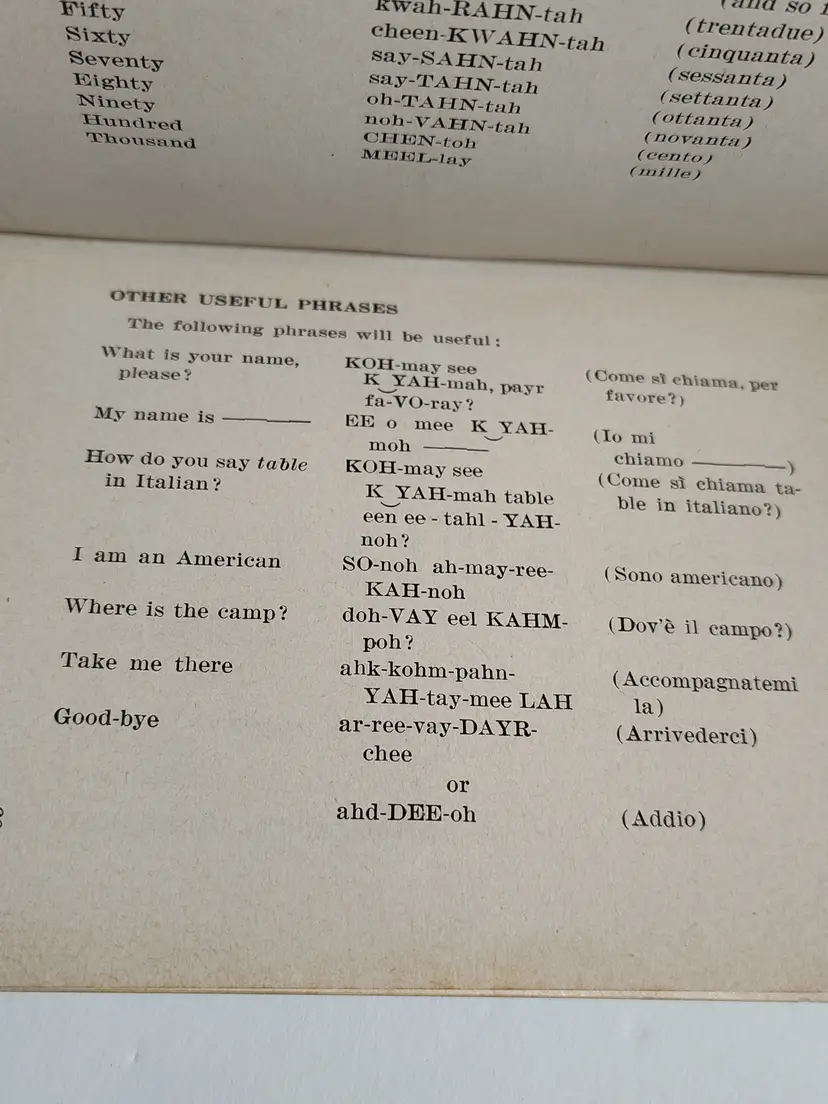 (and so
kwah-RAHN-tah (trentadue)
Fifty cheen-KWAHN-tah (cinquanta)
Sixty say-SAHN-tah (sessanta)
Seventy say-TAHN-tah (settanta)
Eighty oh-TAHN-tah (ottanta)
Ninety noh-VAHN-tah (novanta)
Hundred CHEN-toh (cento)
Thousand MEEL-lay (mille)
OTHER USEFUL PHRASES
The following phrases will be useful:
What is your name, KOH-may see (Come sì chiama, per
please? K‿YAH-mah, payr favore?)
fa-VO-ray?
My name is ——— EE o mee K‿YAH- (Io mi
moh ——— chiamo ———)
How do you say table KOH-may see (Come sì chiama ta-
in Italian? K‿YAH-mah table ble in italiano?)
een ee-tahl-YAH-
noh?
I am an American SO-noh ah-may-ree- (Sono americano)
KAH-noh
Where is the camp? doh-VAY eel KAHM- (Dov'è il campo?)
poh?
Take me there ahk-kohm-pahn- (Accompagnatemi
YAH-tay-mee LAH la)
Good-bye ar-ree-vay-DAYR- (Arrivederci)
chee
or
ahd-DEE-oh (Addio)